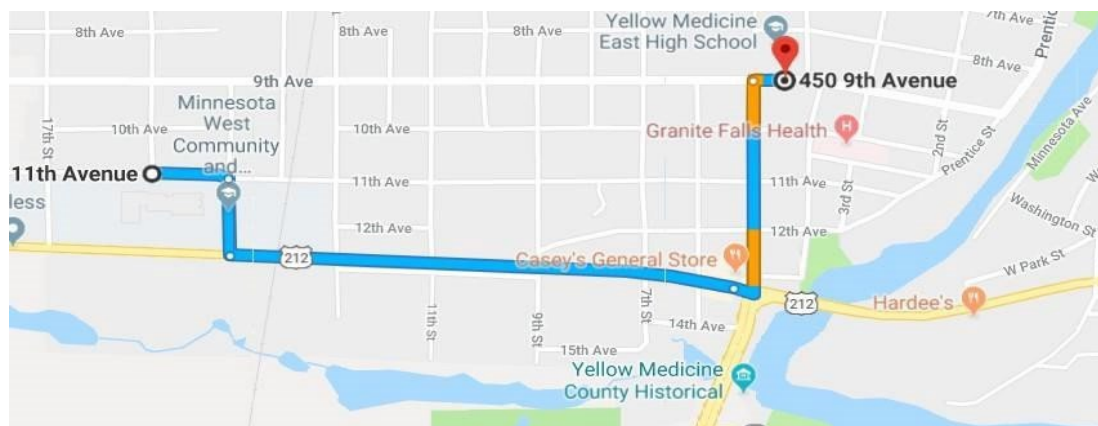 Yellow Medicine
East High School
7th Ave
8th Ave
8th Ave
8th Ave
8th Ave
Prentice
9th Ave
450 9th Avenue
Minnesota
West
Community
and...
17th St
10th Ave
10th Ave
Granite Falls Health
H
2nd St
Prentice St
Minnesota Ave
11th Avenue
11th Ave
11th Ave
3rd St
less
Washington St
12th Ave
12th Ave
212
Casey's General Store
W Park St
212
Hardee's
11th St
9th St
7th St
14th Ave
15th Ave
Yellow Medicine
County Historical